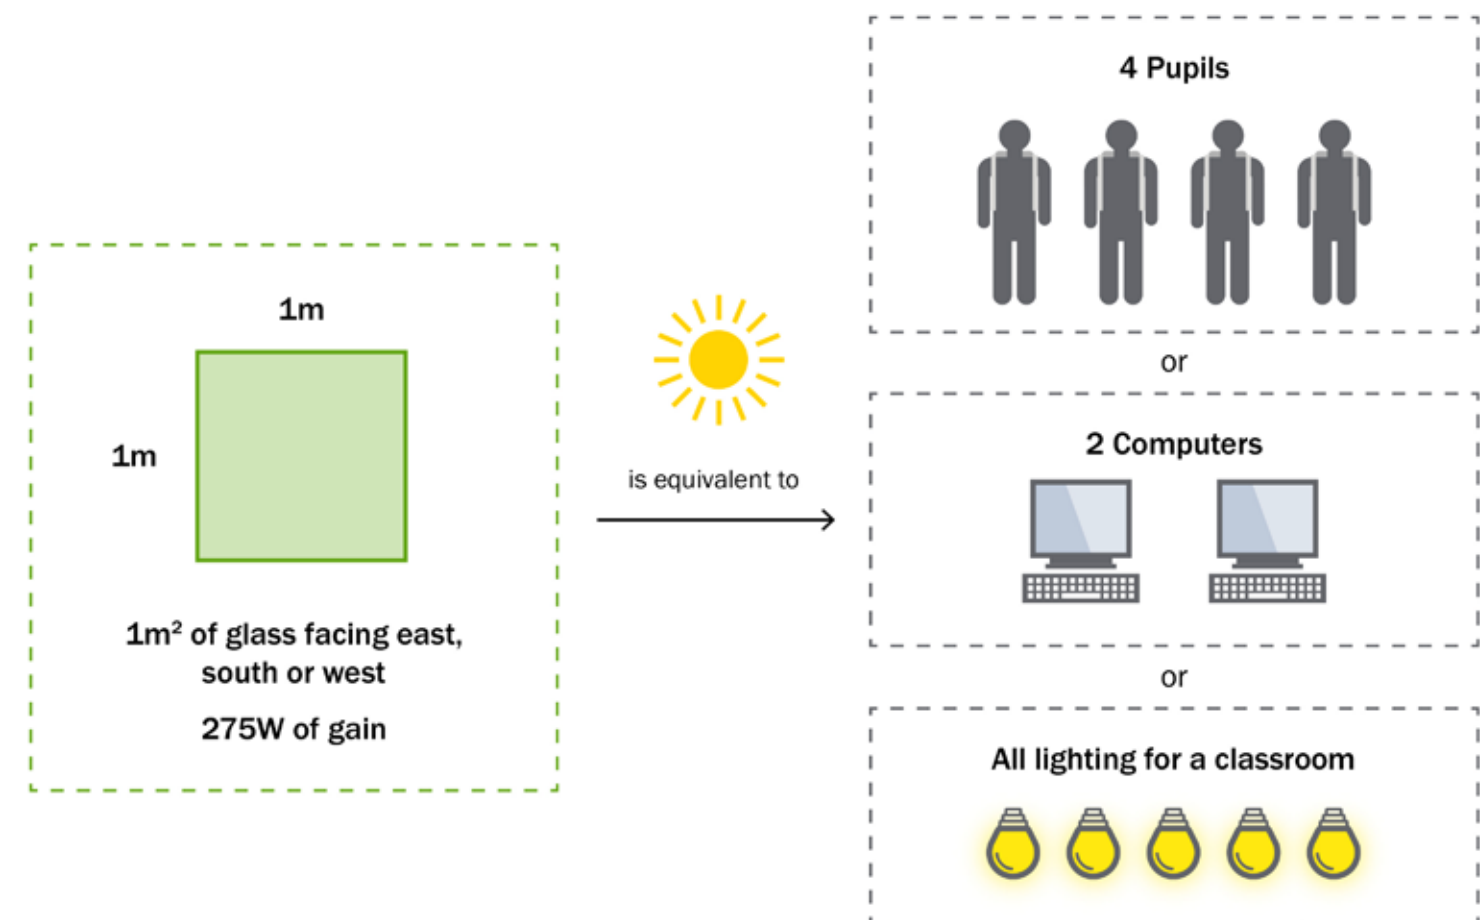 1m
1m
1m² of glass facing east,
south or west
275W of gain
is equivalent to
4 Pupils
or
2 Computers
or
All lighting for a classroom